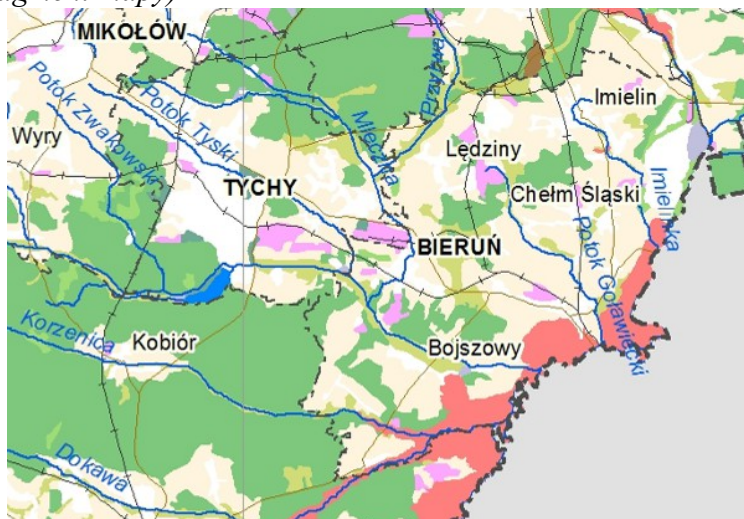 MIKOŁÓW
Potok Zwakowski
Potok Tyski
Mleczna
Przyrwa
Imielin
Wyry
Lędziny
TYCHY
Chełm Śląski
Imielinka
BIERUŃ
Potok Goławiecki
Korzenica
Kobiór
Bojszowy
Dokawa